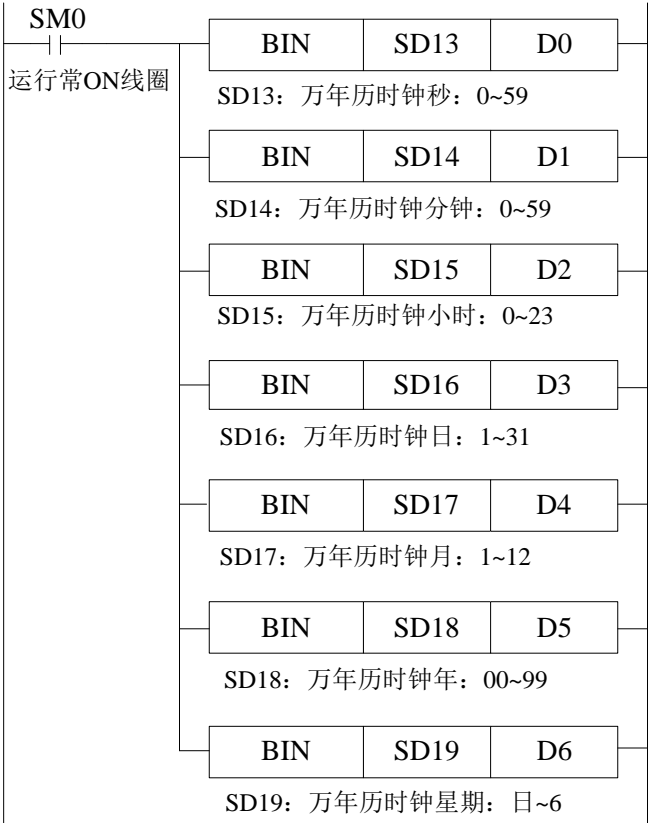 SM0
BIN SD13 D0
运行常ON线圈
SD13：万年历时钟秒：0~59
BIN SD14 D1
SD14：万年历时钟分钟：0~59
BIN SD15 D2
SD15：万年历时钟小时：0~23
BIN SD16 D3
SD16：万年历时钟日：1~31
BIN SD17 D4
SD17：万年历时钟月：1~12
BIN SD18 D5
SD18：万年历时钟年：00~99
BIN SD19 D6
SD19：万年历时钟星期：日~6